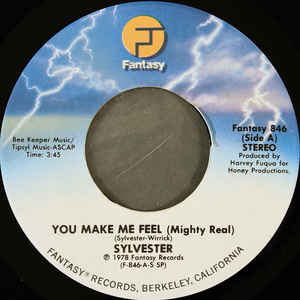 Fantasy
Bee Keeper Music/
Tipsyl Music-ASCAP
Time: 3:45
Fantasy 846
(Side A)
STEREO
Produced by
Harvey Fuqua for
Honey Productions.
YOU MAKE ME FEEL (Mighty Real)
(Sylvester-Wirrick)
SYLVESTER
℗ 1978 Fantasy Records
(F-846-A-S SP)
FANTASY RECORDS, BERKELEY, CALIFORNIA